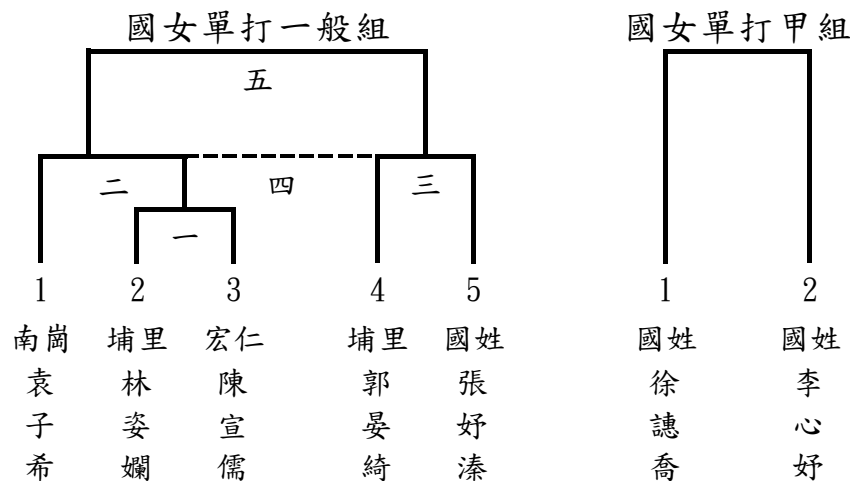 國女單打一般組 國女單打甲組
五
二 四 三
一
1 2 3 4 5 1 2
南崗 埔里 宏仁 埔里 國姓 國姓 國姓
袁 林 陳 郭 張 徐 李
子 姿 宣 晏 妤 譓 心
希 斕 儒 綺 溱 喬 妤